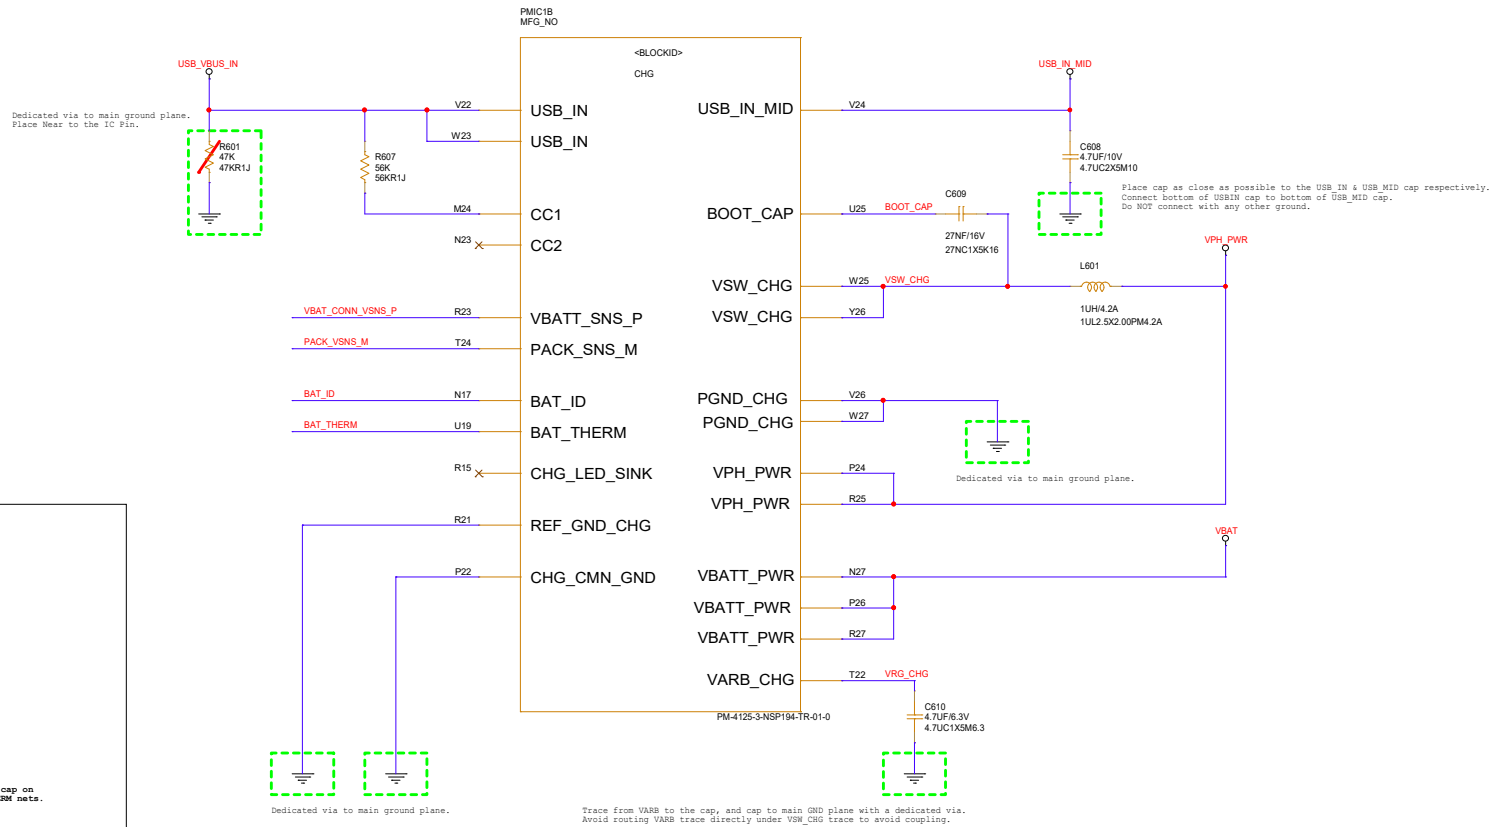 PMIC1B
MFG_NO
<BLOCKID>
CHG
USB_VBUS_IN
Dedicated via to main ground plane.
Place Near to the IC Pin.
R601
47K
47KR1J
R607
56K
56KR1J
V22
USB_IN
W23
USB_IN
M24
CC1
N23
CC2
VBAT_CONN_VSNS_P
R23
VBATT_SNS_P
PACK_VSNS_M
T24
PACK_SNS_M
BAT_ID
N17
BAT_ID
BAT_THERM
U19
BAT_THERM
R15
CHG_LED_SINK
R21
REF_GND_CHG
P22
CHG_CMN_GND
Dedicated via to main ground plane.
cap on
RM nets.
USB_IN_MID
USB_IN_MID
V24
C608
4.7UF/10V
4.7UC2X5M10
Place cap as close as possible to the USB_IN & USB_MID cap respectively.
Connect bottom of USBIN cap to bottom of USB_MID cap.
Do NOT connect with any other ground.
BOOT_CAP
U25
BOOT_CAP
C609
27NF/16V
27NC1X5K16
VPH_PWR
VSW_CHG
W25
VSW_CHG
L601
1UH/4.2A
1UL2.5X2.00PM4.2A
VSW_CHG
Y26
PGND_CHG
V26
PGND_CHG
W27
Dedicated via to main ground plane.
VPH_PWR
P24
VPH_PWR
R25
VBAT
VBATT_PWR
N27
VBATT_PWR
P26
VBATT_PWR
R27
VARB_CHG
T22
VRG_CHG
C610
4.7UF/6.3V
4.7UC1X5M6.3
PM-4125-3-NSP194-TR-01-0
Trace from VARB to the cap, and cap to main GND plane with a dedicated via.
Avoid routing VARB trace directly under VSW_CHG trace to avoid coupling.